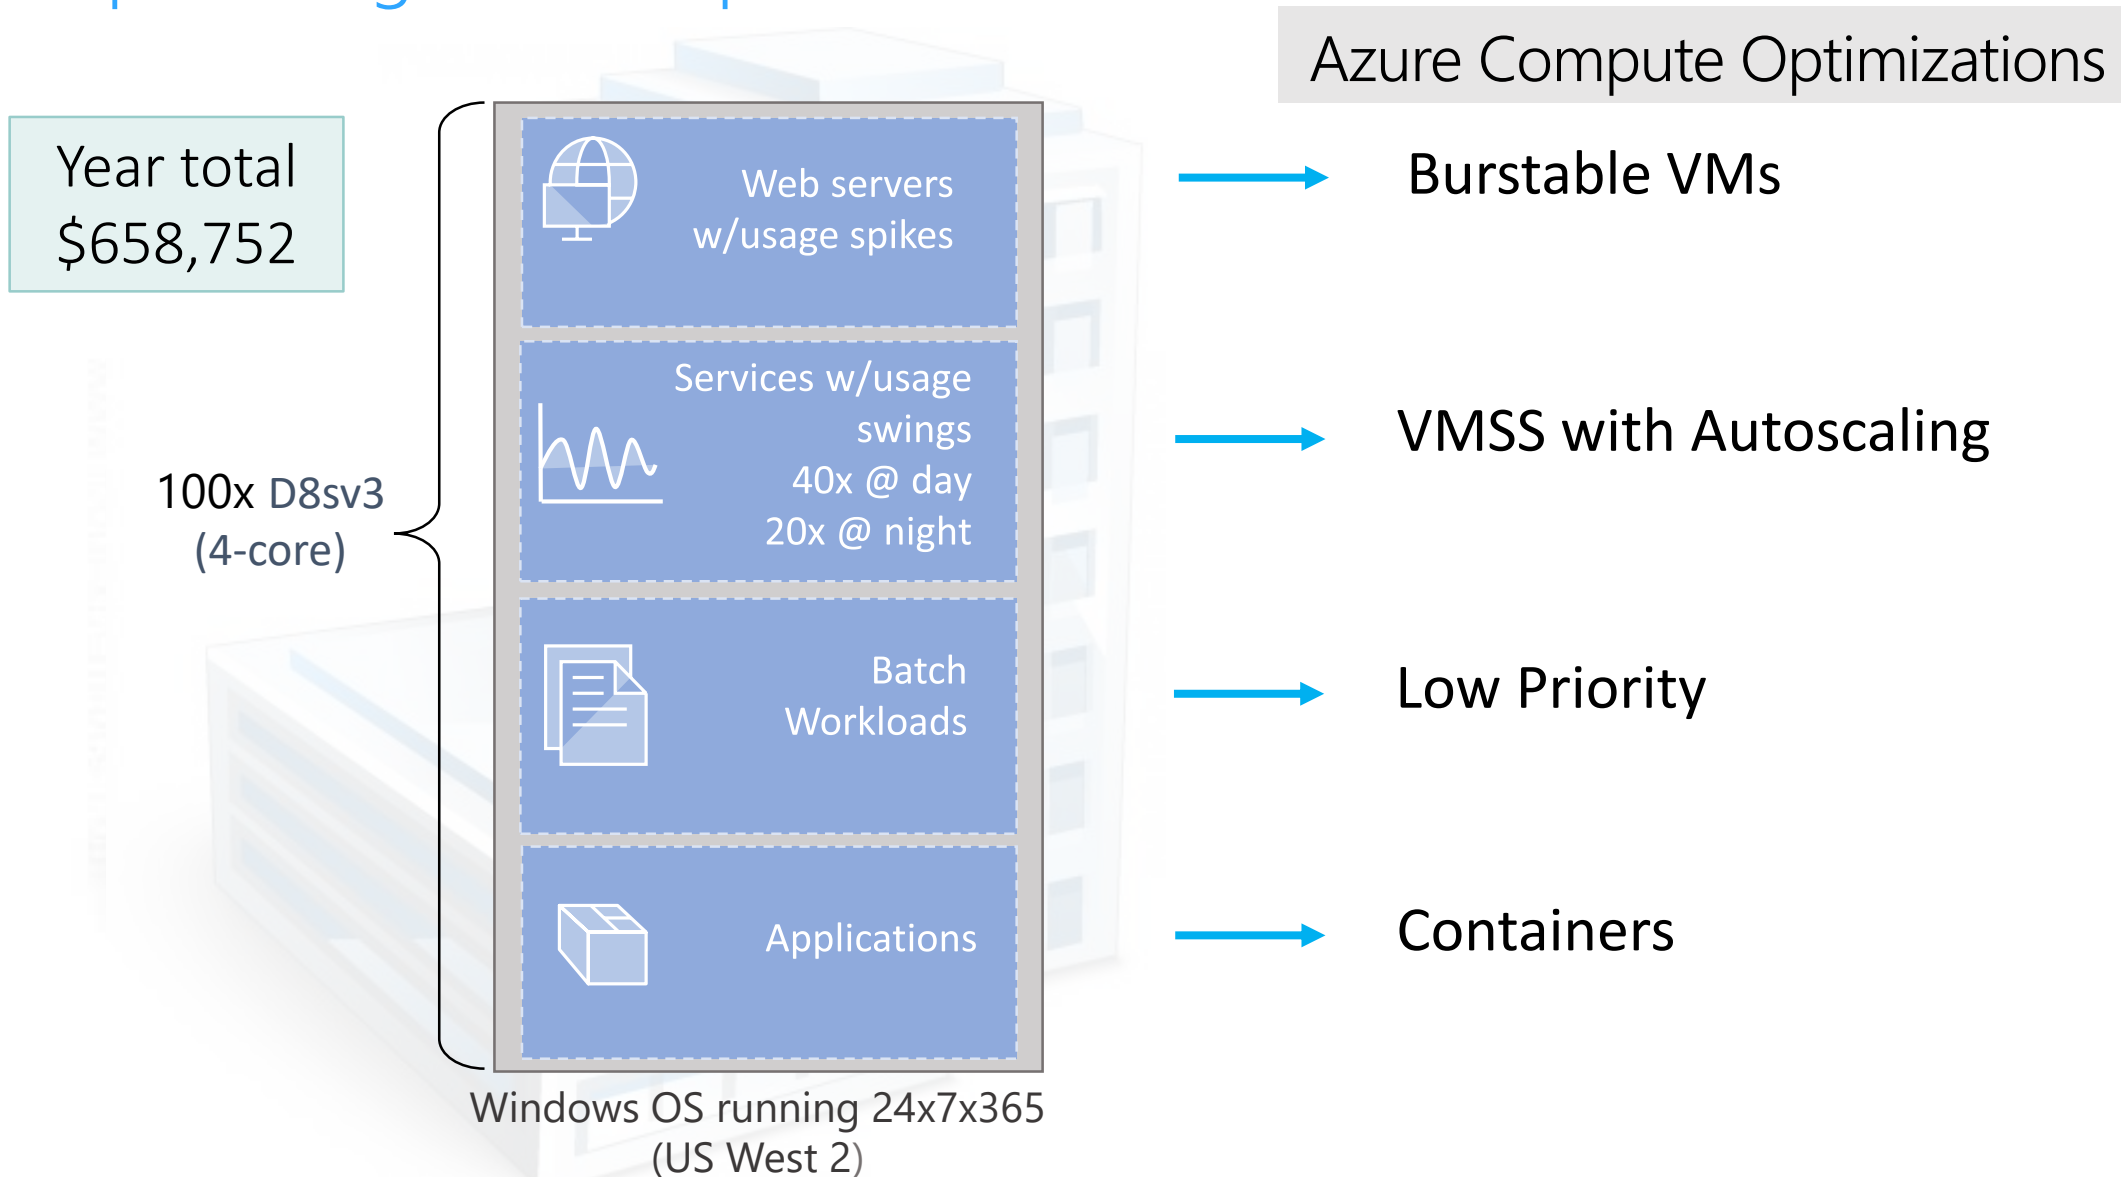 Azure Compute Optimizations
Year total
$658,752
100x D8sv3
(4-core)
Web servers
w/usage spikes
Services w/usage
swings
40x @ day
20x @ night
Batch
Workloads
Applications
Windows OS running 24x7x365
(US West 2)
Burstable VMs
VMSS with Autoscaling
Low Priority
Containers